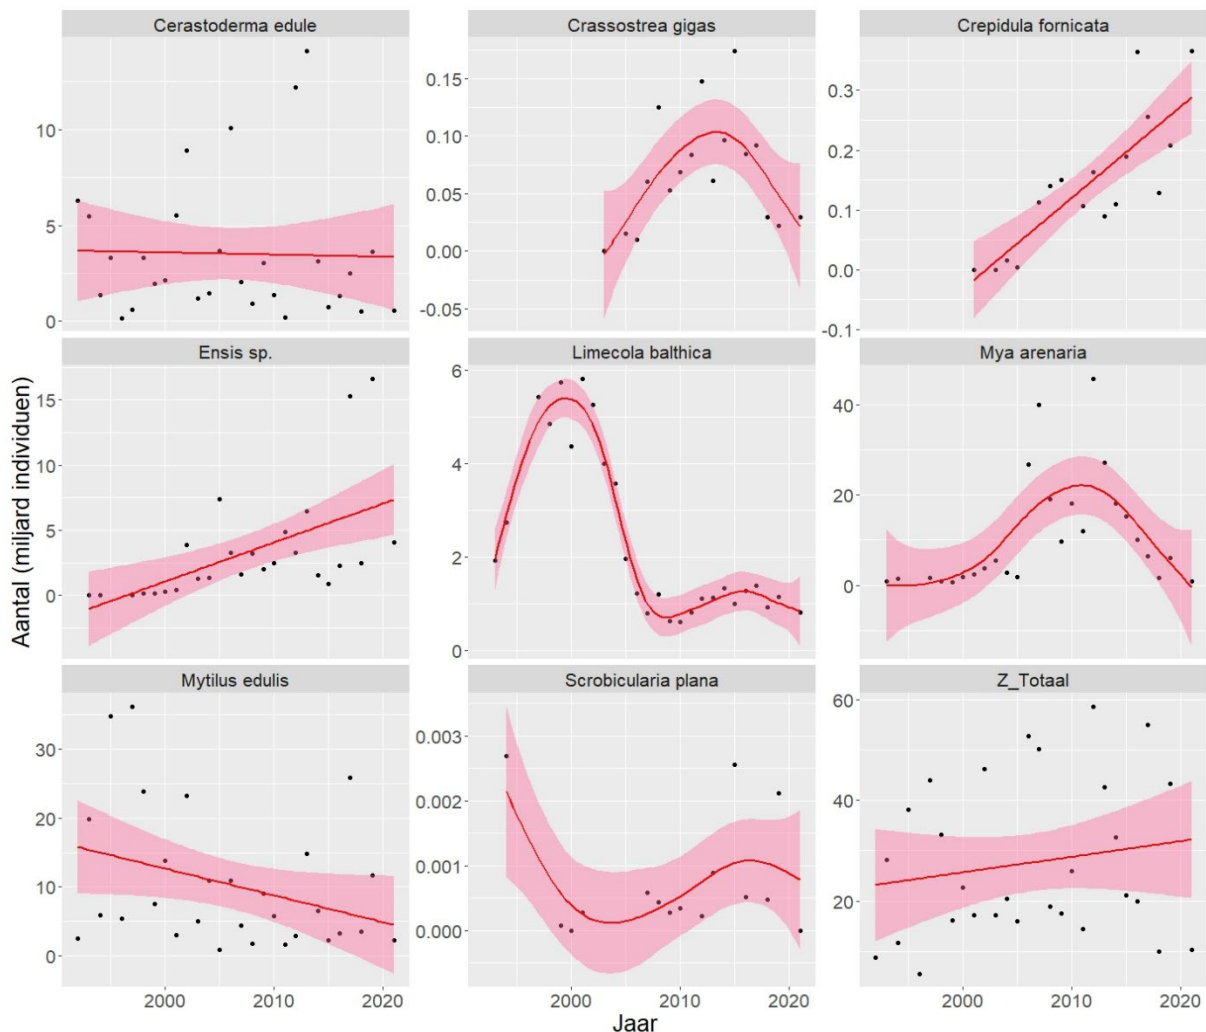 Cerastoderma edule
Crassostrea gigas
Crepidula fornicata
10
5
0
0.15
0.10
0.05
0.00
-0.05
0.3
0.2
0.1
0.0
-0.1
Ensis sp.
Limecola balthica
Mya arenaria
15
10
5
0
6
4
2
0
40
20
0
Aantal (miljard individuen)
Mytilus edulis
Scrobicularia plana
Z_Totaal
30
20
10
0
0.003
0.002
0.001
0.000
60
40
20
2000 2010 2020
2000 2010 2020
2000 2010 2020
Jaar